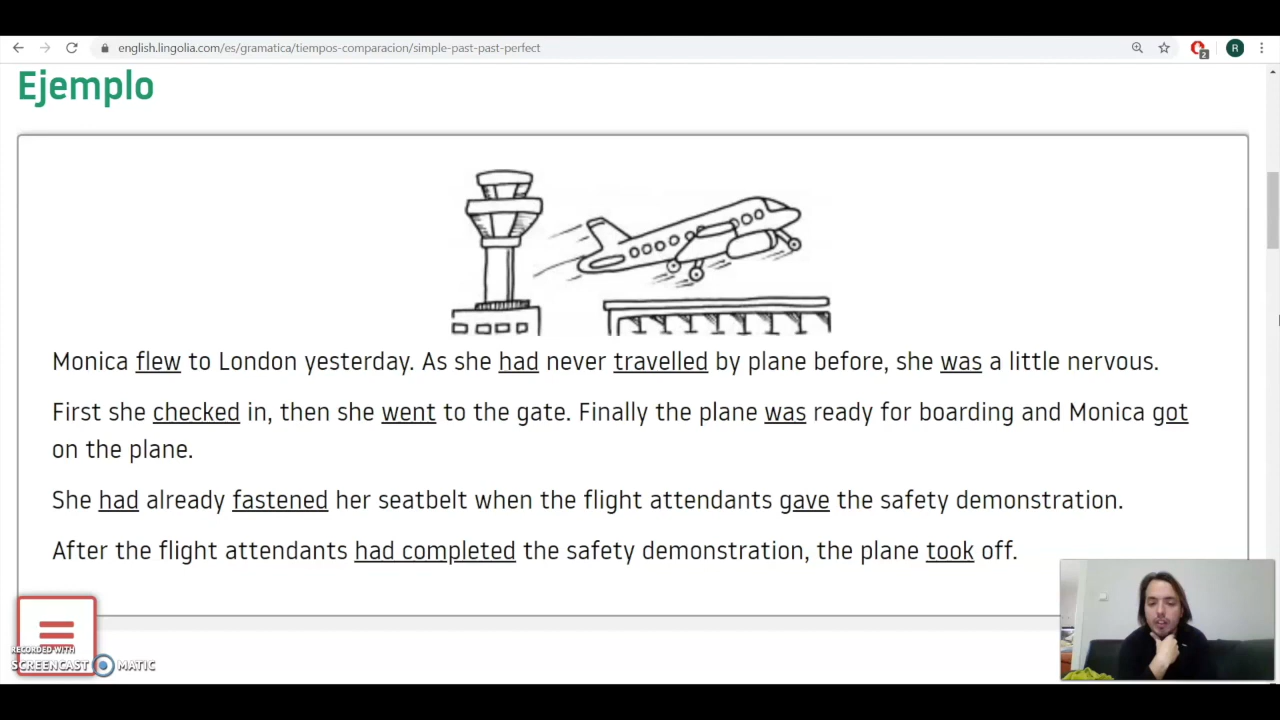 english.lingolia.com/es/gramatica/tiempos-comparacion/simple-past-past-perfect
2
R
Ejemplo
Monica flew to London yesterday. As she had never travelled by plane before, she was a little nervous.
First she checked in, then she went to the gate. Finally the plane was ready for boarding and Monica got
on the plane.
She had already fastened her seatbelt when the flight attendants gave the safety demonstration.
After the flight attendants had completed the safety demonstration, the plane took off.
RECORDED WITH
SCREENCAST MATIC